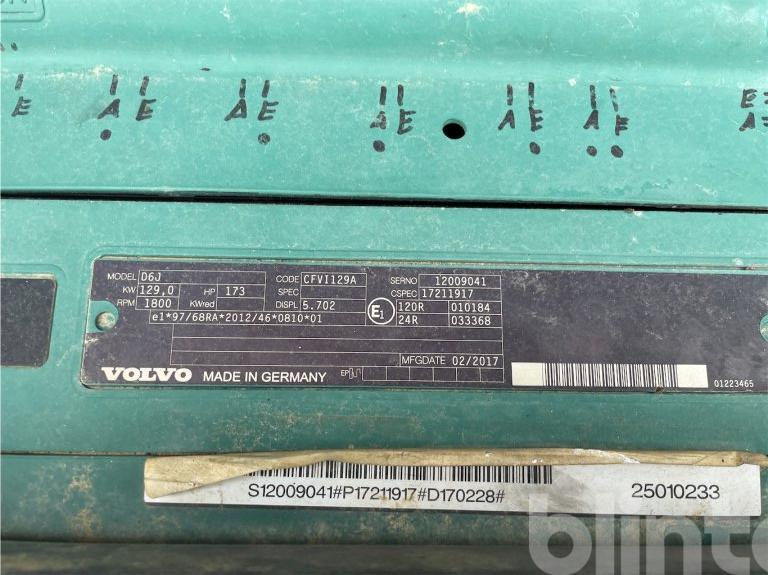 E A E A E A E A E A E E=
A=
MODEL D6J CODE CFVI129A SERNO 12009041
KW 129,0 HP 173 SPEC CSPEC 17211917
RPM 1800 KWred DISPL 5.702 E1 120R 010184
e1*97/68RA*2012/46*0810*01 24R 033368
MFGDATE 02/2017
VOLVO MADE IN GERMANY EP
01223465
S12009041#P17211917#D170228# 25010233
blinto